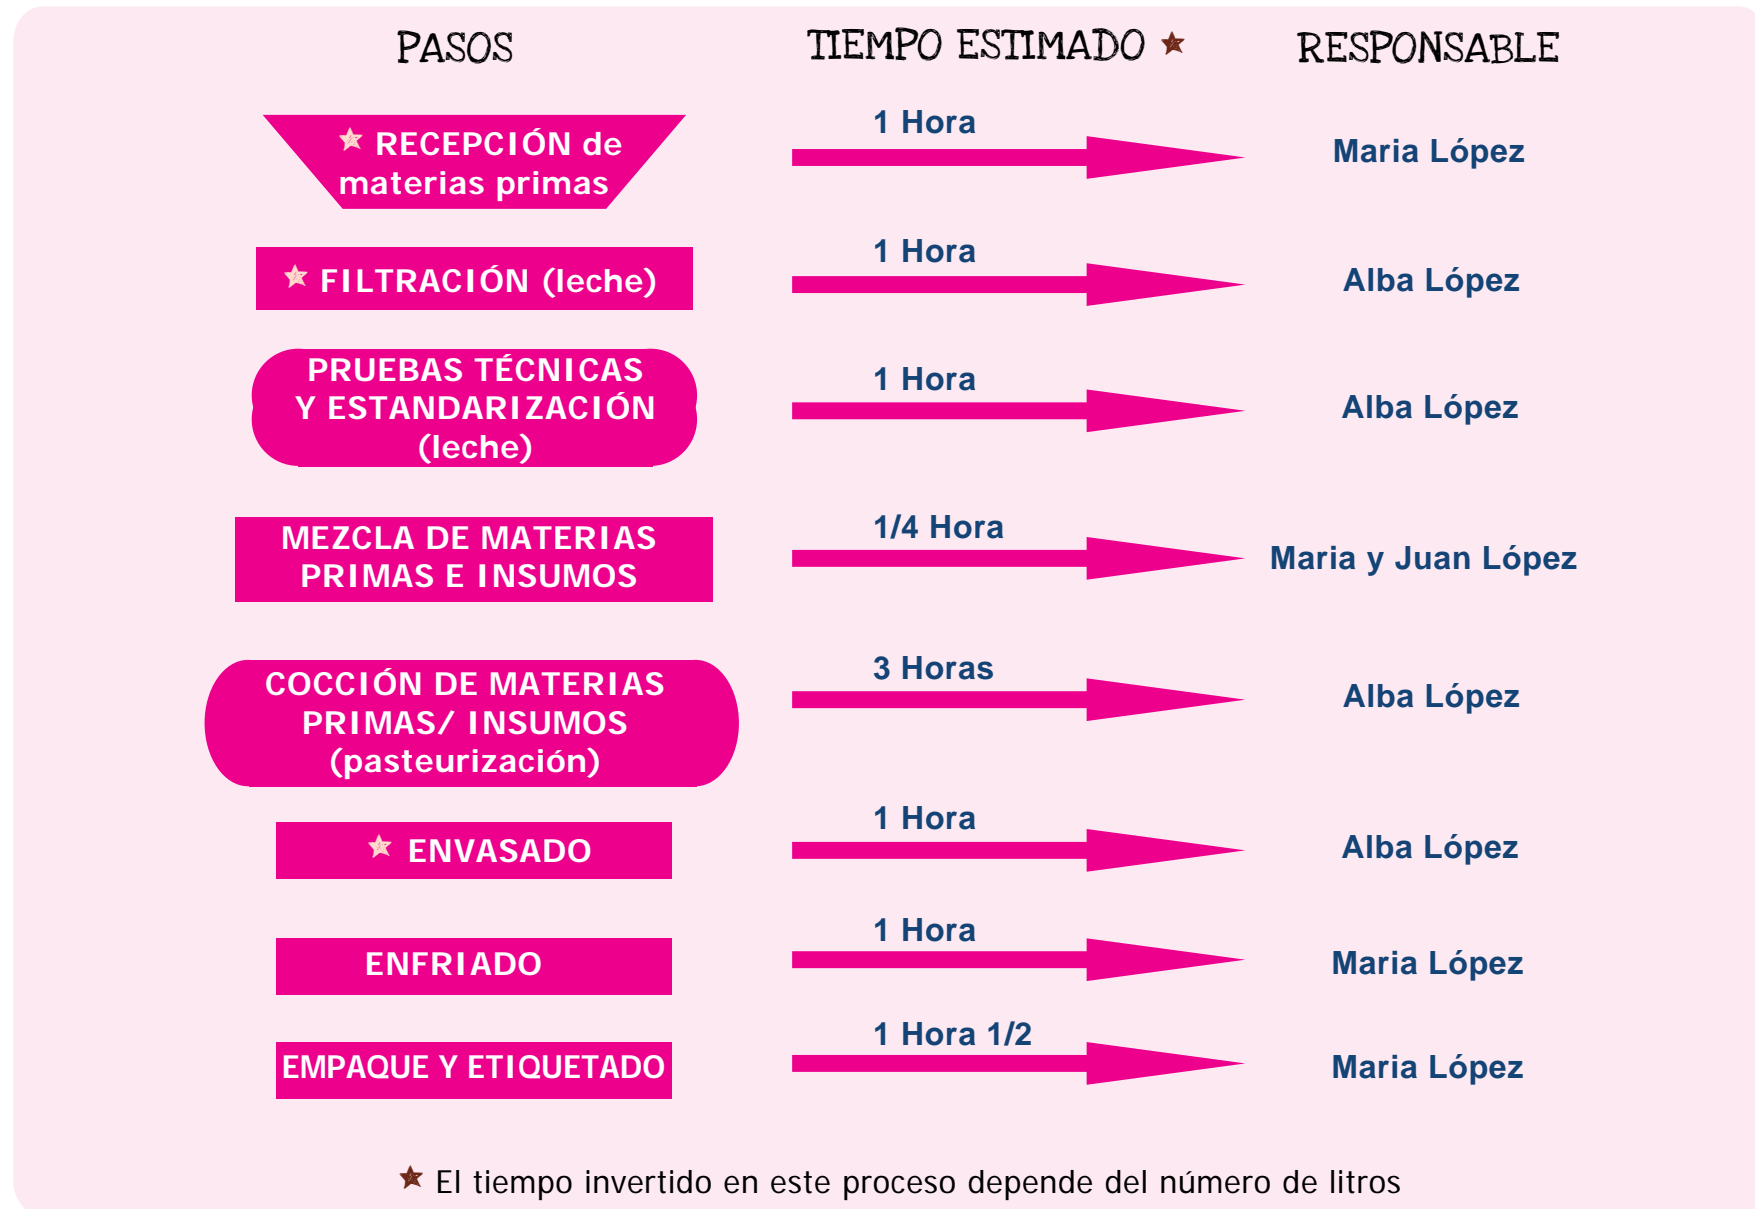 PASOS TIEMPO ESTIMADO RESPONSABLE
RECEPCIÓN de
materias primas
1 Hora
Maria López
FILTRACIÓN (leche)
1 Hora
Alba López
PRUEBAS TÉCNICAS
Y ESTANDARIZACIÓN
(leche)
1 Hora
Alba López
MEZCLA DE MATERIAS
PRIMAS E INSUMOS
1/4 Hora
Maria y Juan López
COCCIÓN DE MATERIAS
PRIMAS/ INSUMOS
(pasteurización)
3 Horas
Alba López
ENVASADO
1 Hora
Alba López
ENFRIADO
1 Hora
Maria López
EMPAQUE Y ETIQUETADO
1 Hora 1/2
Maria López
El tiempo invertido en este proceso depende del número de litros